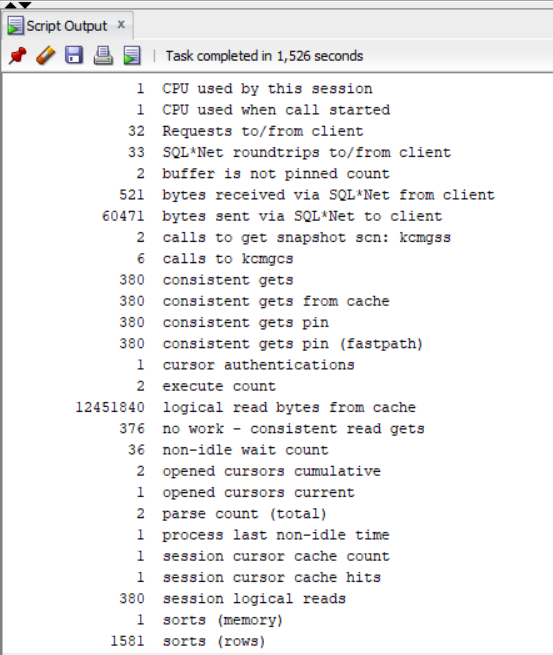 Script Output x
Task completed in 1,526 seconds
1 CPU used by this session
1 CPU used when call started
32 Requests to/from client
33 SQL*Net roundtrips to/from client
2 buffer is not pinned count
521 bytes received via SQL*Net from client
60471 bytes sent via SQL*Net to client
2 calls to get snapshot scn: kcmgss
6 calls to kcmgcs
380 consistent gets
380 consistent gets from cache
380 consistent gets pin
380 consistent gets pin (fastpath)
1 cursor authentications
2 execute count
12451840 logical read bytes from cache
376 no work - consistent read gets
36 non-idle wait count
2 opened cursors cumulative
1 opened cursors current
2 parse count (total)
1 process last non-idle time
1 session cursor cache count
1 session cursor cache hits
380 session logical reads
1 sorts (memory)
1581 sorts (rows)